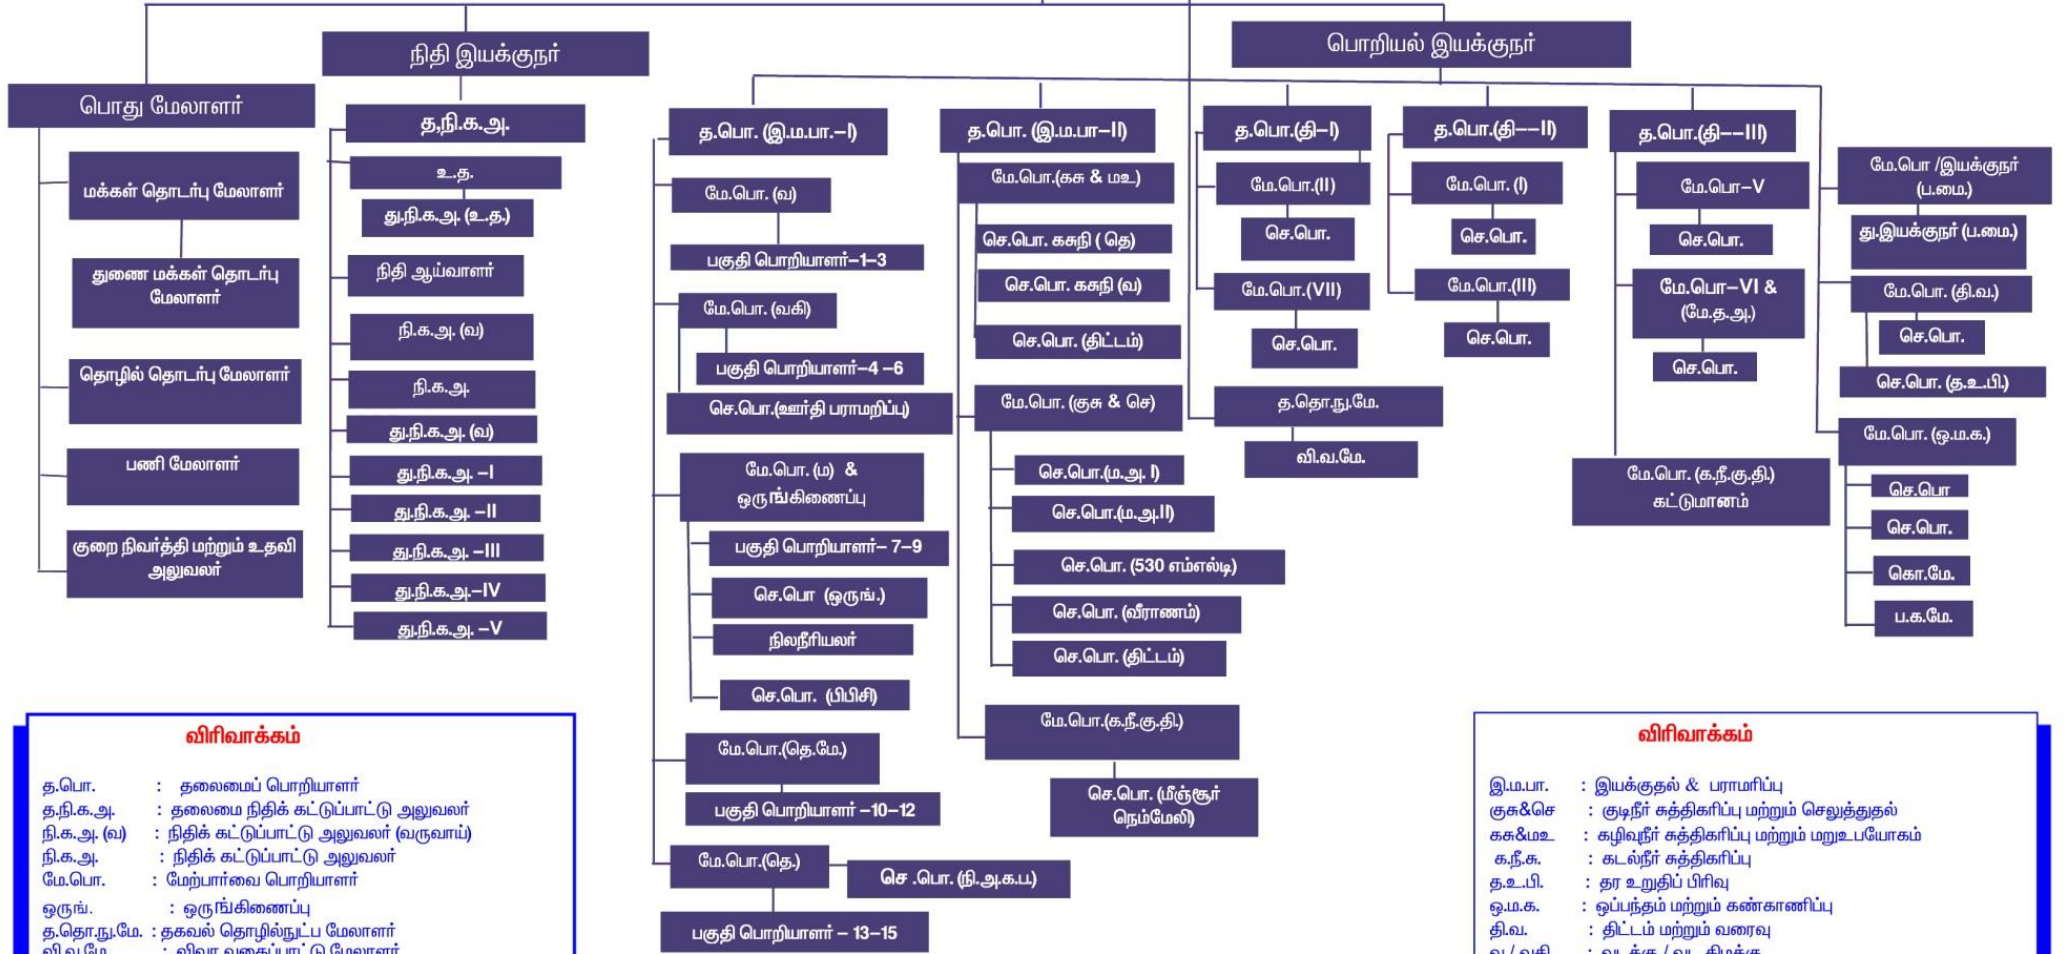 நிதி இயக்குநர்
பொறியல் இயக்குநர்
பொது மேலாளர்
மக்கள் தொடர்பு மேலாளர்
துணை மக்கள் தொடர்பு
மேலாளர்
தொழில் தொடர்பு மேலாளர்
பணி மேலாளர்
குறை நிவர்த்தி மற்றும் உதவி
அலுவலர்
த,நி.க.அ.
உ.த.
து.நி.க.அ. (உ.த.)
நிதி ஆய்வாளர்
நி.க.அ. (வ)
நி.க.அ.
து.நி.க.அ. (வ)
து.நி.க.அ. –I
து.நி.க.அ. –II
து.நி.க.அ. –III
து.நி.க.அ.–IV
து.நி.க.அ. –V
த.பொ. (இ.ம.பா.–I)
மே.பொ. (வ)
பகுதி பொறியாளர்–1–3
மே.பொ. (வகி)
பகுதி பொறியாளர்–4 –6
செ.பொ.(ஊர்தி பராமறிப்பு)
மே.பொ. (ம) &
ஒருங்கிணைப்பு
பகுதி பொறியாளர்– 7–9
செ.பொ (ஒருங்.)
நிலநீரியலர்
செ.பொ. (பிபிசி)
மே.பொ.(தெ.மே.)
பகுதி பொறியாளர் –10–12
மே.பொ.(தெ.)
செ .பொ. (நி.அ.க.ப.)
பகுதி பொறியாளர் – 13–15
த.பொ. (இ.ம.பா–II)
மே.பொ.(கசு & மஉ)
செ.பொ. கசுநி ( தெ)
செ.பொ. கசுநி (வ)
செ.பொ. (திட்டம்)
மே.பொ. (குசு & செ)
செ.பொ.(ம.அ. I)
செ.பொ.(ம.அ.II)
செ.பொ. (530 எம்எல்டி)
செ.பொ. (வீராணம்)
செ.பொ. (திட்டம்)
மே.பொ.(க.நீ.கு.தி.)
செ.பொ. (மீஞ்சூர்
நெம்மேலி)
த.பொ.(தி–I)
மே.பொ.(II)
செ.பொ.
மே.பொ.(VII)
செ.பொ.
த.தொ.நு.மே.
வி.வ.மே.
த.பொ.(தி––II)
மே.பொ. (I)
செ.பொ.
மே.பொ.(III)
செ.பொ.
த.பொ.(தி––III)
மே.பொ–V
செ.பொ.
மே.பொ–VI &
(மே.த.அ.)
செ.பொ.
மே.பொ. (க.நீ.கு.தி.)
கட்டுமானம்
மே.பொ /இயக்குநர்
(ப.மை.)
து.இயக்குநர் (ப.மை.)
மே.பொ. (தி.வ.)
செ.பொ.
செ.பொ. (த.உ.பி.)
மே.பொ. (ஒ.ம.க.)
செ.பொ
செ.பொ.
கொ.மே.
ப.க.மே.
விரிவாக்கம்
த.பொ. : தலைமைப் பொறியாளர்
த.நி.க.அ. : தலைமை நிதிக் கட்டுப்பாட்டு அலுவலர்
நி.க.அ. (வ) : நிதிக் கட்டுப்பாட்டு அலுவலர் (வருவாய்)
நி.க.அ. : நிதிக் கட்டுப்பாட்டு அலுவலர்
மே.பொ. : மேற்பார்வை பொறியாளர்
ஒருங். : ஒருங்கிணைப்பு
த.தொ.நு.மே. : தகவல் தொழில்நுட்ப மேலாளர்
விரிவாக்கம்
இ.ம.பா. : இயக்குதல் & பராமரிப்பு
குசு&செ : குடிநீர் சுத்திகரிப்பு மற்றும் செலுத்துதல்
கசு&மஉ : கழிவுநீர் சுத்திகரிப்பு மற்றும் மறுஉபயோகம்
க.நீ.சு. : கடல்நீர் சுத்திகரிப்பு
த.உ.பி. : தர உறுதிப் பிரிவு
ஒ.ம.க. : ஒப்பந்தம் மற்றும் கண்காணிப்பு
தி.வ. : திட்டம் மற்றும் வரைவு